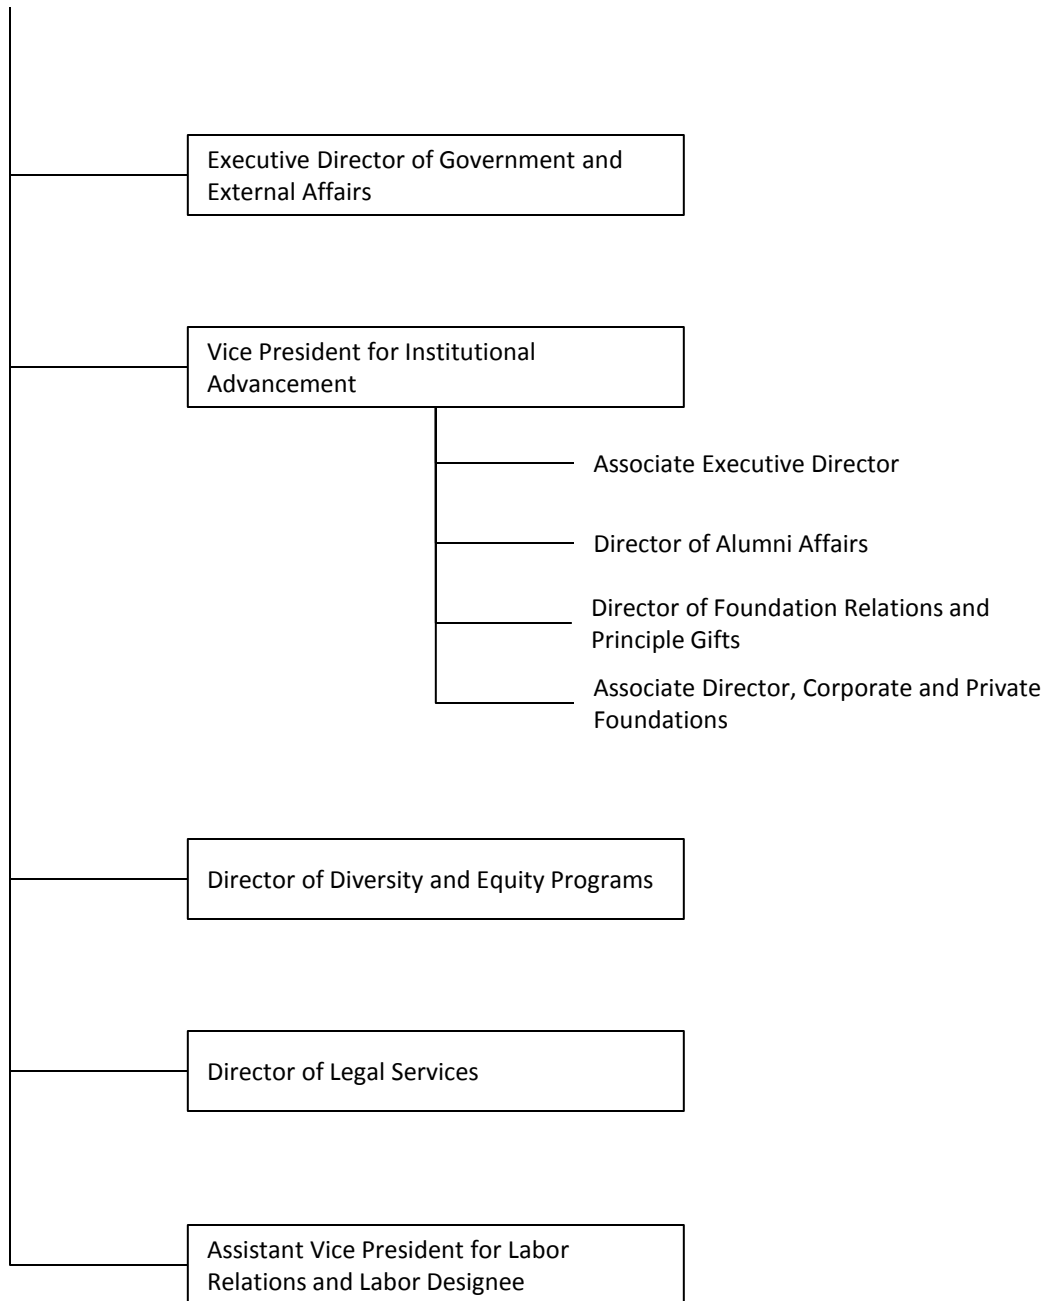 Executive Director of Government and
External Affairs
Vice President for Institutional
Advancement
Associate Executive Director
Director of Alumni Affairs
Director of Foundation Relations and
Principle Gifts
Associate Director, Corporate and Private
Foundations
Director of Diversity and Equity Programs
Director of Legal Services
Assistant Vice President for Labor
Relations and Labor Designee